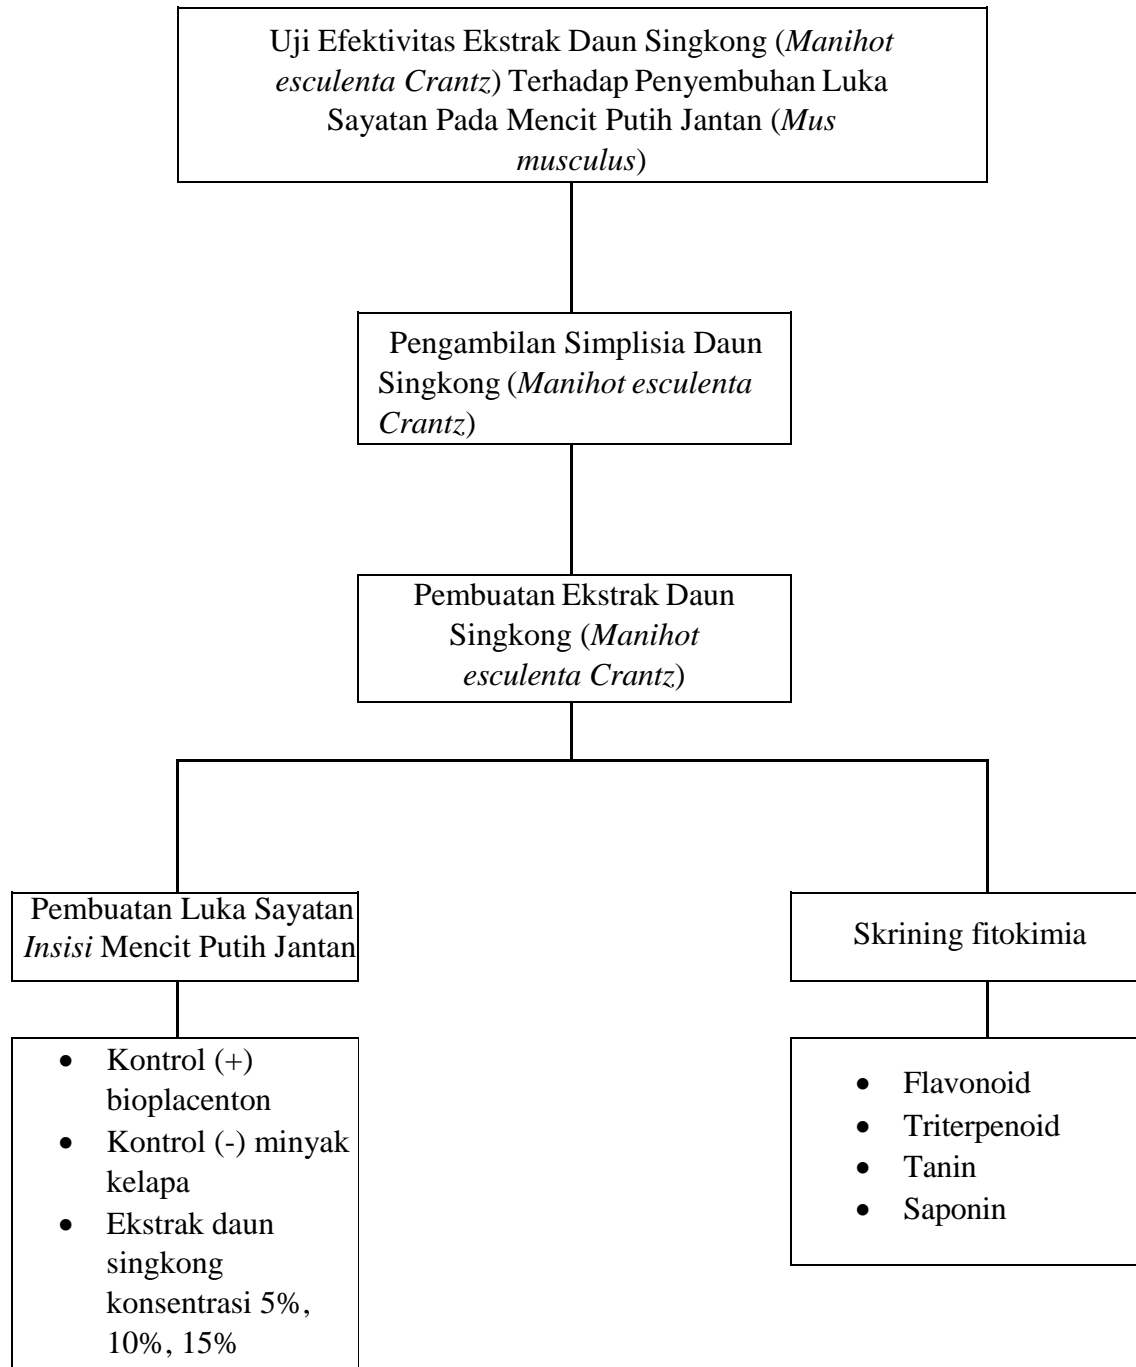 Uji Efektivitas Ekstrak Daun Singkong (Manihot
esculenta Crantz) Terhadap Penyembuhan Luka
Sayatan Pada Mencit Putih Jantan (Mus
musculus)
Pengambilan Simplisia Daun
Singkong (Manihot esculenta
Crantz)
Pembuatan Ekstrak Daun
Singkong (Manihot
esculenta Crantz)
Pembuatan Luka Sayatan
Insisi Mencit Putih Jantan
• Kontrol (+)
bioplacenton
• Kontrol (-) minyak
kelapa
• Ekstrak daun
singkong
konsentrasi 5%,
10%, 15%
Skrining fitokimia
• Flavonoid
• Triterpenoid
• Tanin
• Saponin